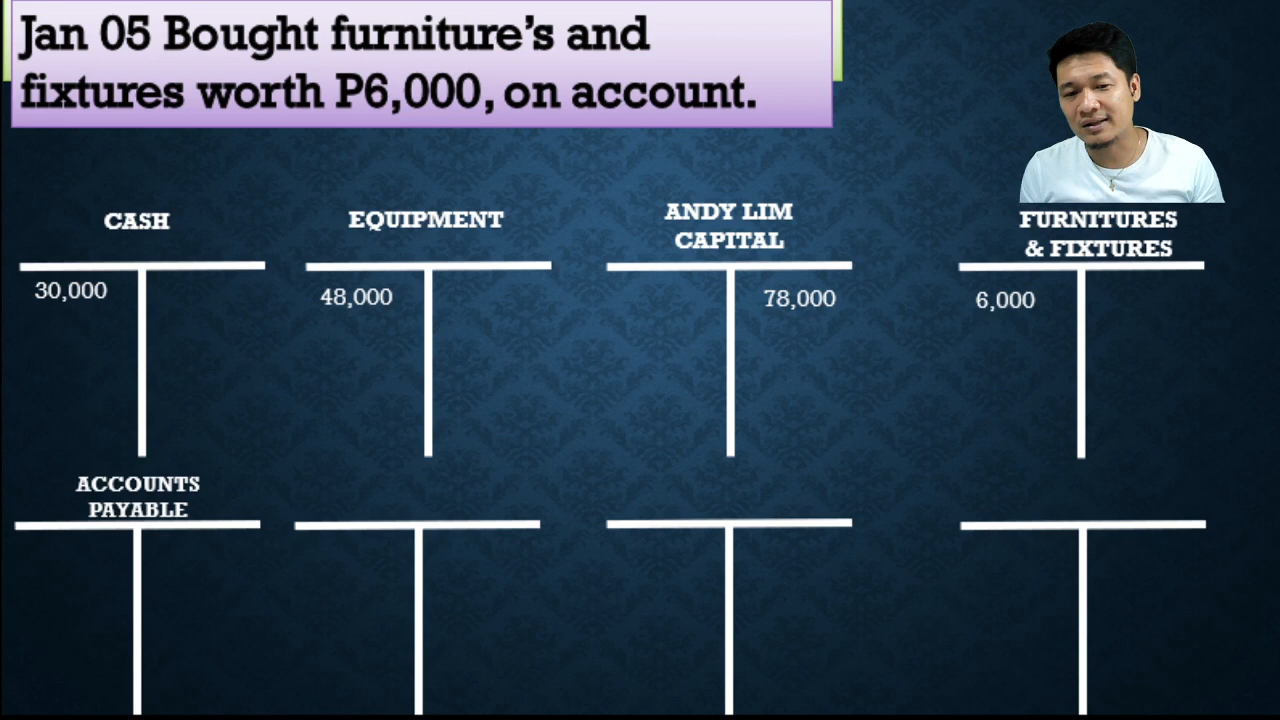 Jan 05 Bought furniture's and
fixtures worth P6,000, on account.
CASH
EQUIPMENT
ANDY LIM
CAPITAL
FURNITURES
& FIXTURES
30,000
48,000
78,000
6,000
ACCOUNTS
PAYABLE